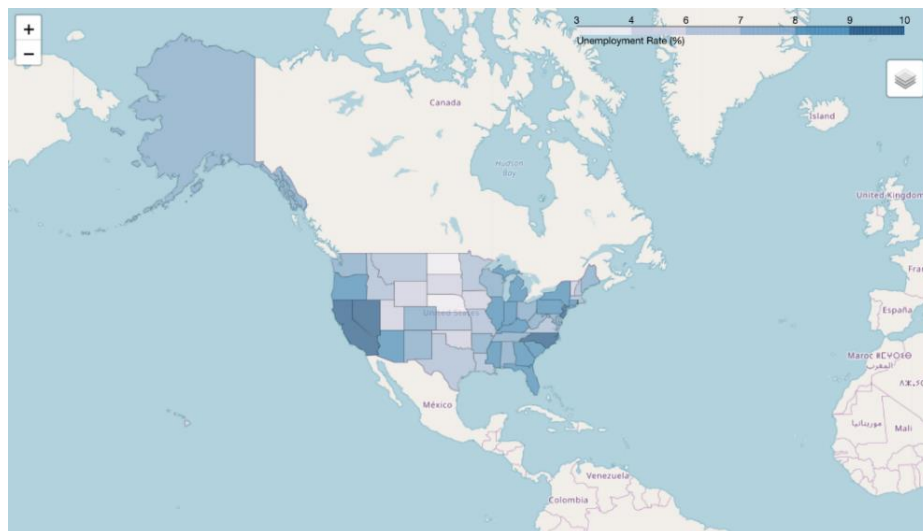 +
−
3 4 6 7 8 9 10
Unemployment Rate (%)
Canada
Ísland
Hudson
Bay
United Kingdom
Fran
España
United States
México
Maroc ⵍⵎⵖⵔⵉⴱ
المغرب
موريتانيا
Mali
Venezuela
Colombia